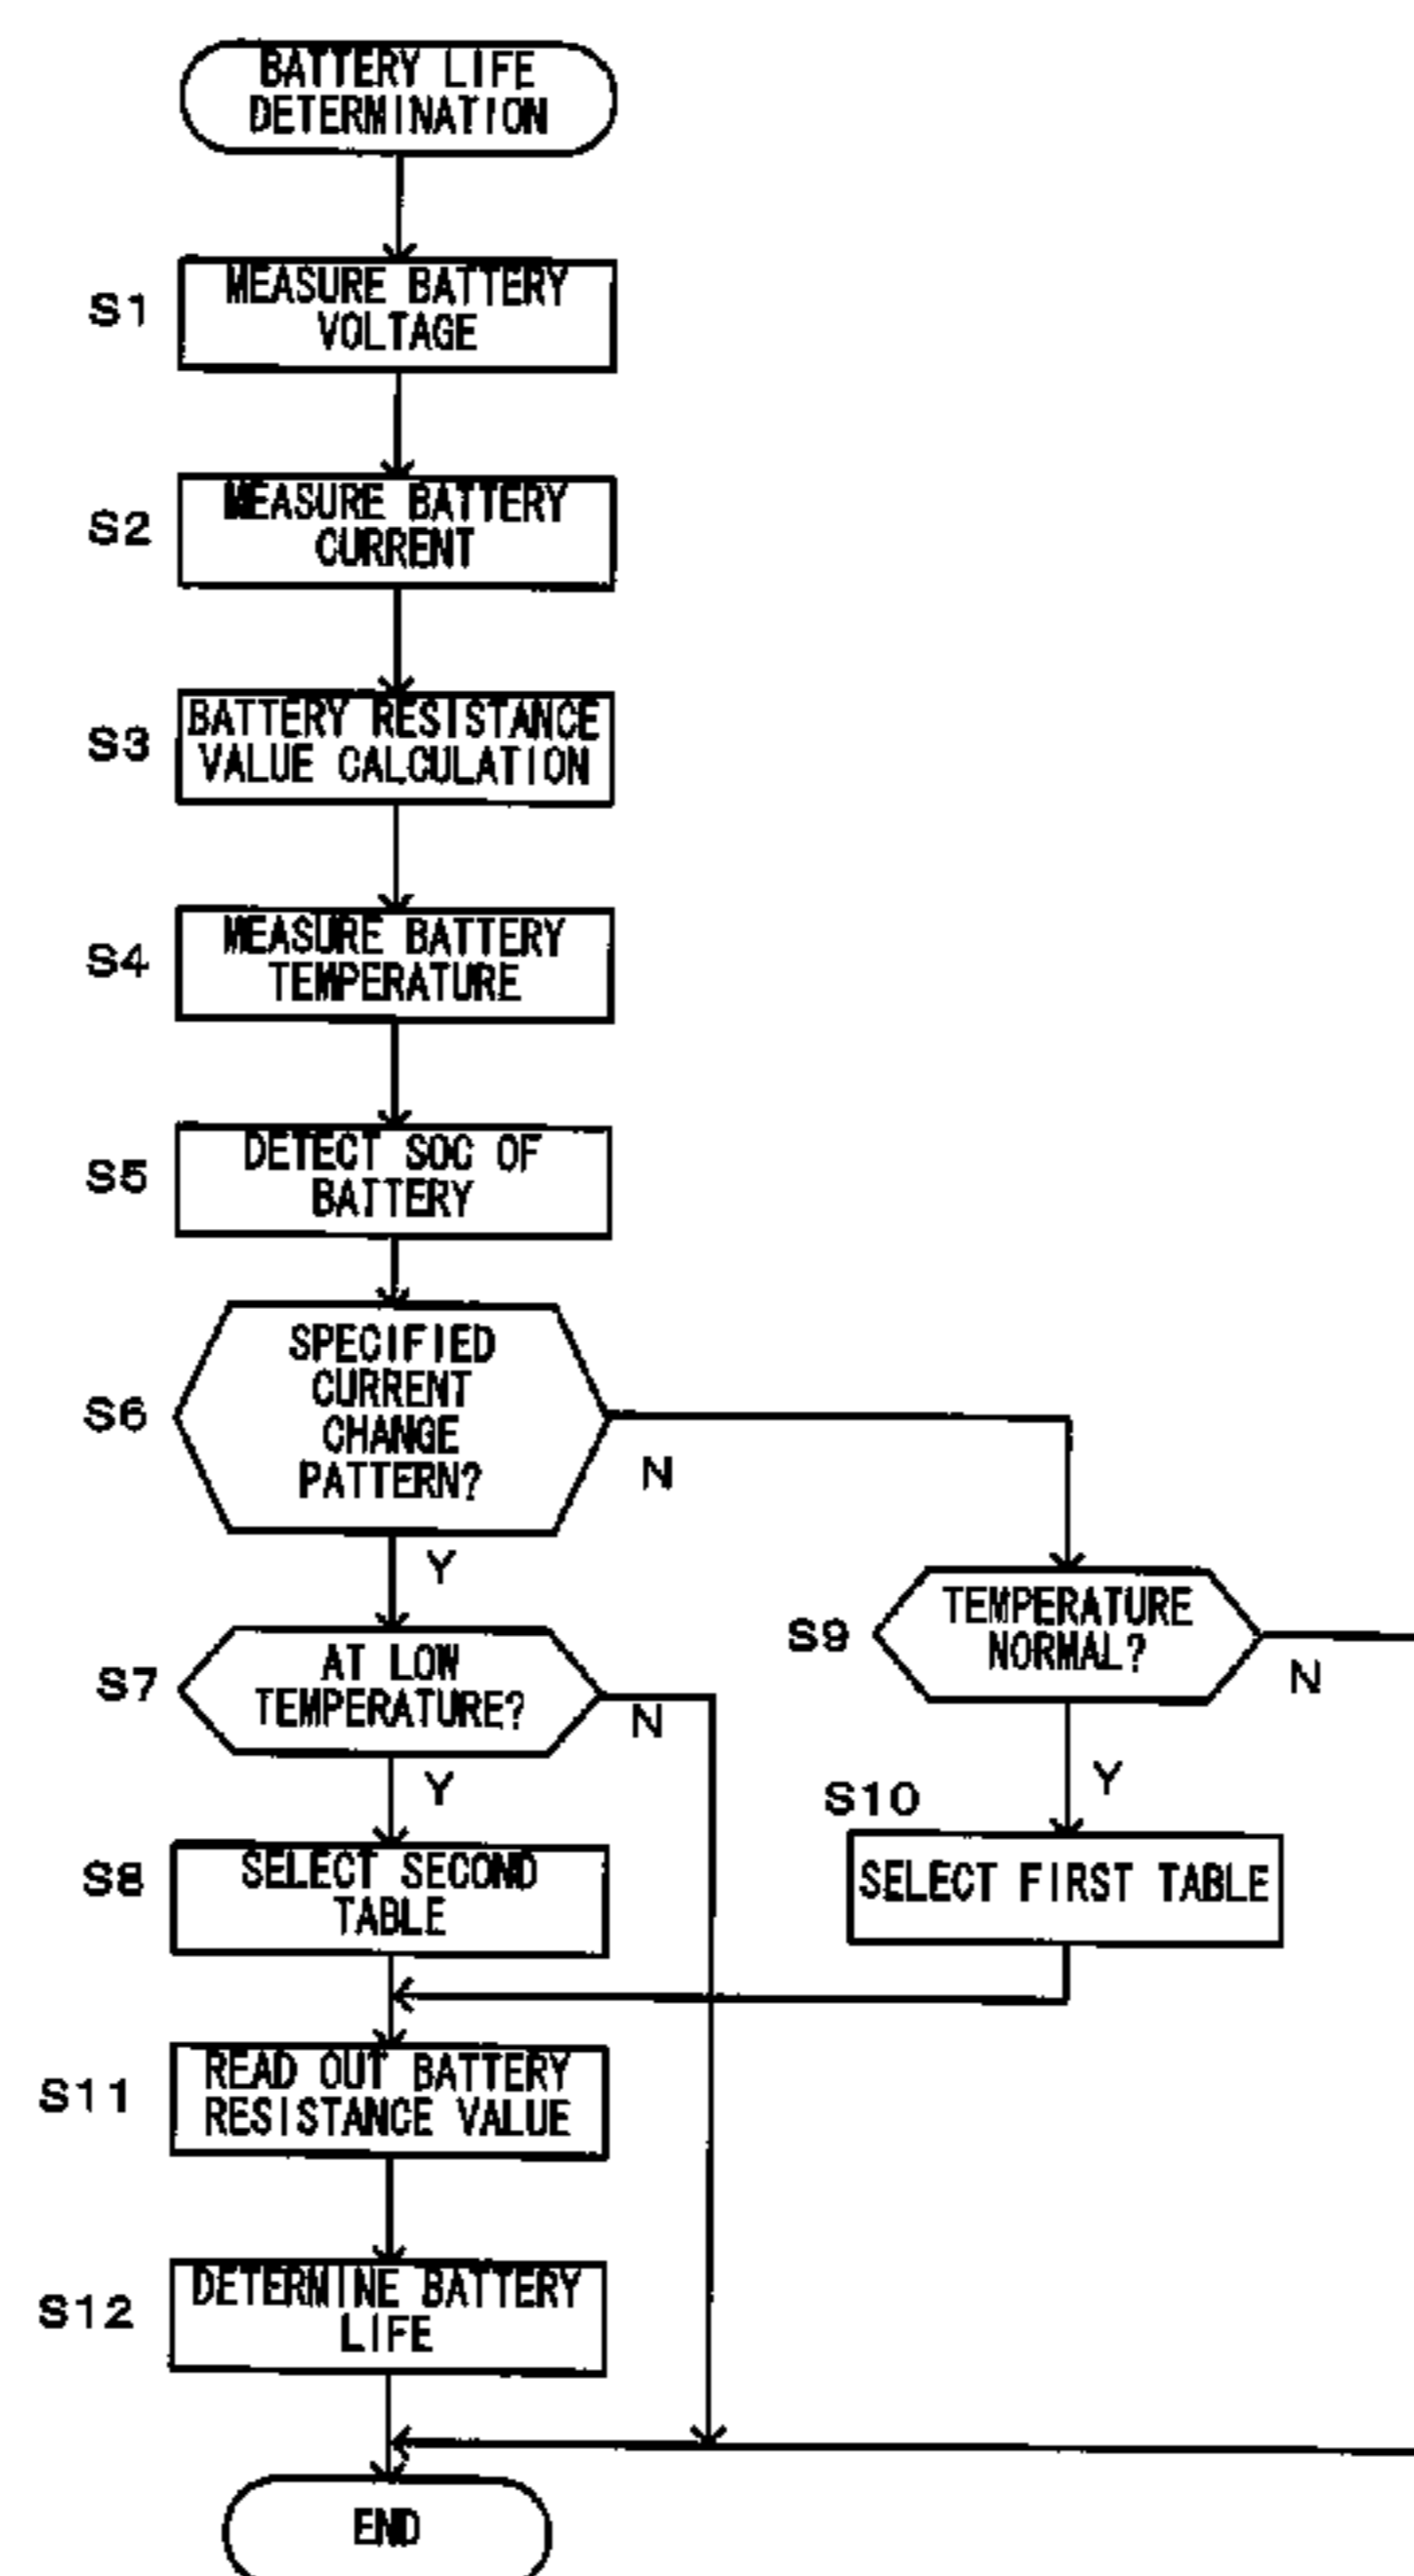 BATTERY LIFE
DETERMINATION
S1
MEASURE BATTERY
VOLTAGE
S2
MEASURE BATTERY
CURRENT
S3
BATTERY RESISTANCE
VALUE CALCULATION
S4
MEASURE BATTERY
TEMPERATURE
S5
DETECT SOC OF
BATTERY
S6
SPECIFIED
CURRENT
CHANGE
PATTERN?
N
Y
S7
AT LOW
TEMPERATURE?
N
Y
S9
TEMPERATURE
NORMAL?
N
Y
S8
SELECT SECOND
TABLE
S10
SELECT FIRST TABLE
S11
READ OUT BATTERY
RESISTANCE VALUE
S12
DETERMINE BATTERY
LIFE
END